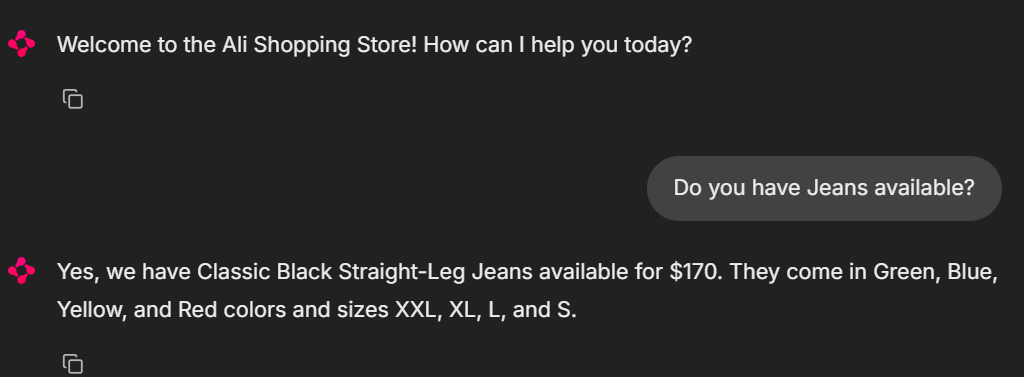 Welcome to the Ali Shopping Store! How can I help you today?
Do you have Jeans available?
Yes, we have Classic Black Straight-Leg Jeans available for $170. They come in Green, Blue,
Yellow, and Red colors and sizes XXL, XL, L, and S.